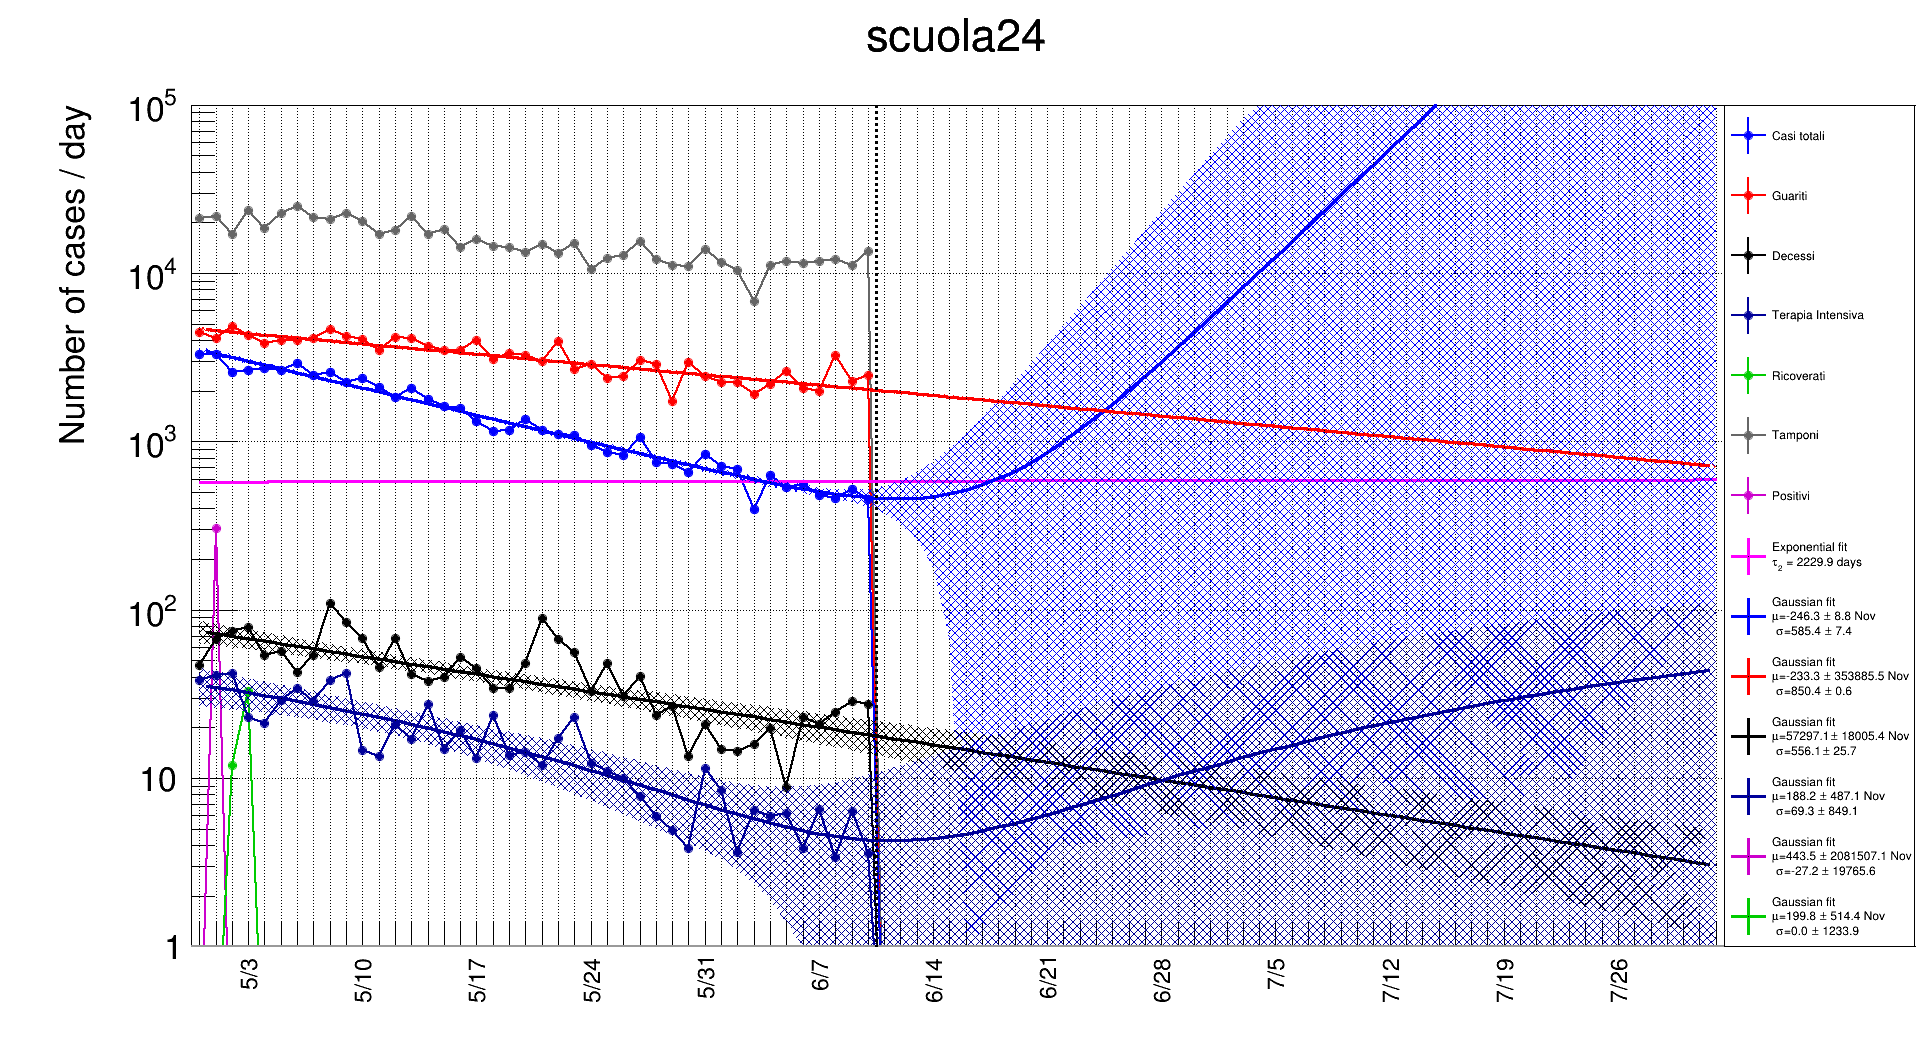 scuola24
Number of cases / day
10^5
10^4
10^3
10^2
10
1
5/3
5/10
5/17
5/24
5/31
6/7
6/14
6/21
6/28
7/5
7/12
7/19
7/26
Casi totali
Guariti
Decessi
Terapia Intensiva
Ricoverati
Tamponi
Positivi
Exponential fit
τ_2 = 2229.9 days
Gaussian fit
μ=-246.3 ± 8.8 Nov
σ=585.4 ± 7.4
Gaussian fit
μ=-233.3 ± 353885.5 Nov
σ=850.4 ± 0.6
Gaussian fit
μ=57297.1 ± 18005.4 Nov
σ=556.1 ± 25.7
Gaussian fit
μ=188.2 ± 487.1 Nov
σ=69.3 ± 849.1
Gaussian fit
μ=443.5 ± 2081507.1 Nov
σ=-27.2 ± 19765.6
Gaussian fit
μ=199.8 ± 514.4 Nov
σ=0.0 ± 1233.9